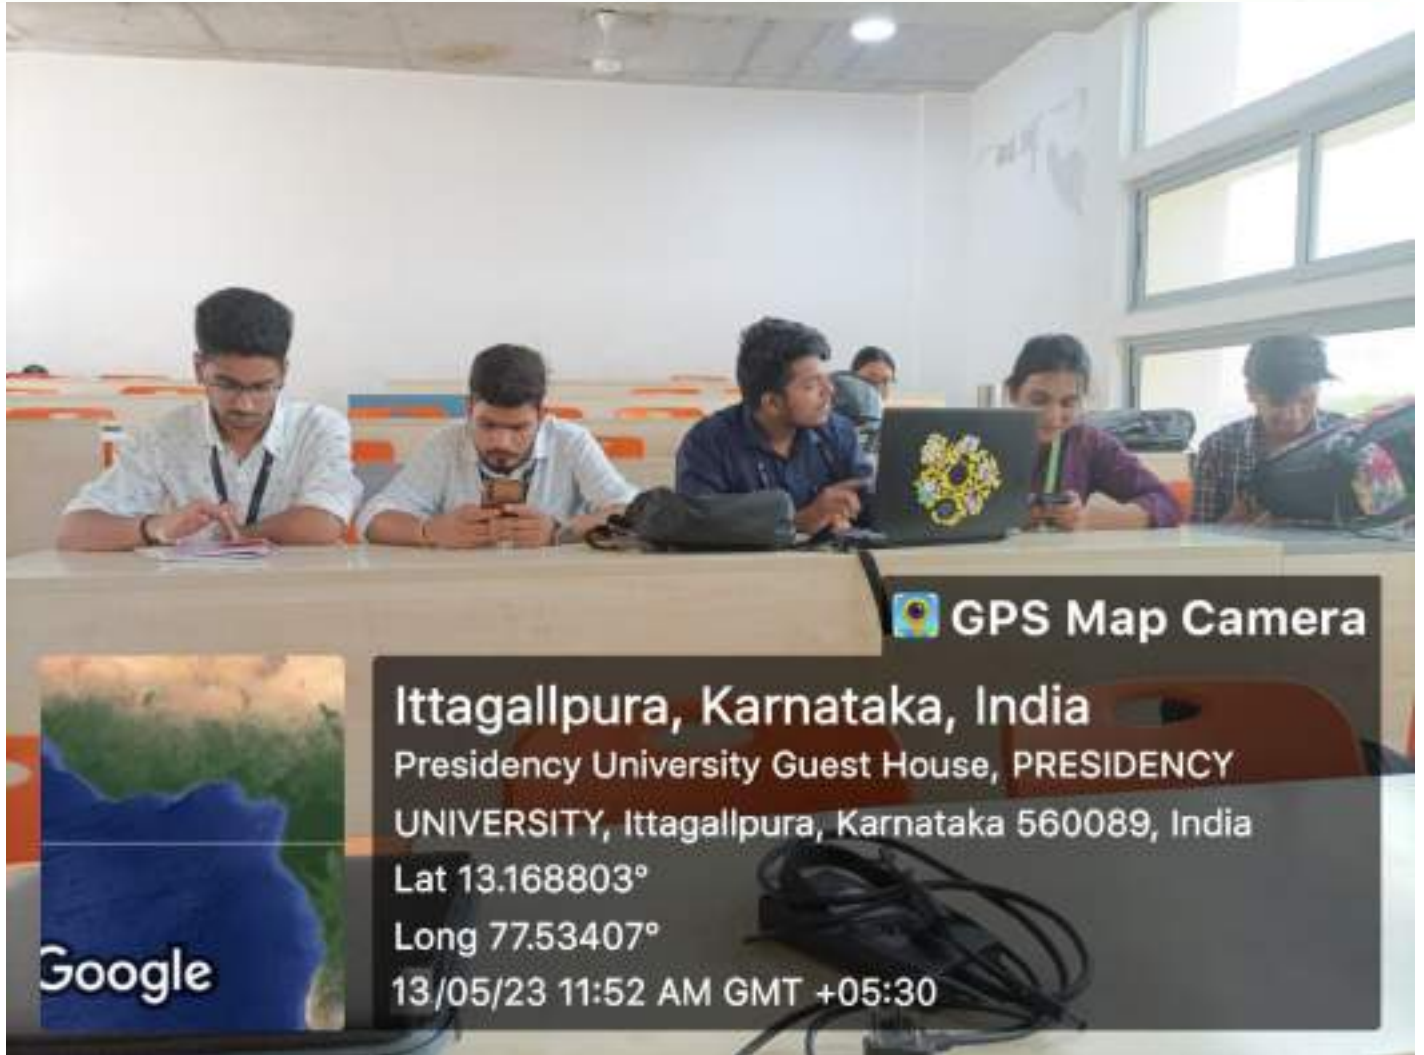 GPS Map Camera
Ittagallpura, Karnataka, India
Presidency University Guest House, PRESIDENCY
UNIVERSITY, Ittagallpura, Karnataka 560089, India
Lat 13.168803°
Long 77.53407°
13/05/23 11:52 AM GMT +05:30
Google